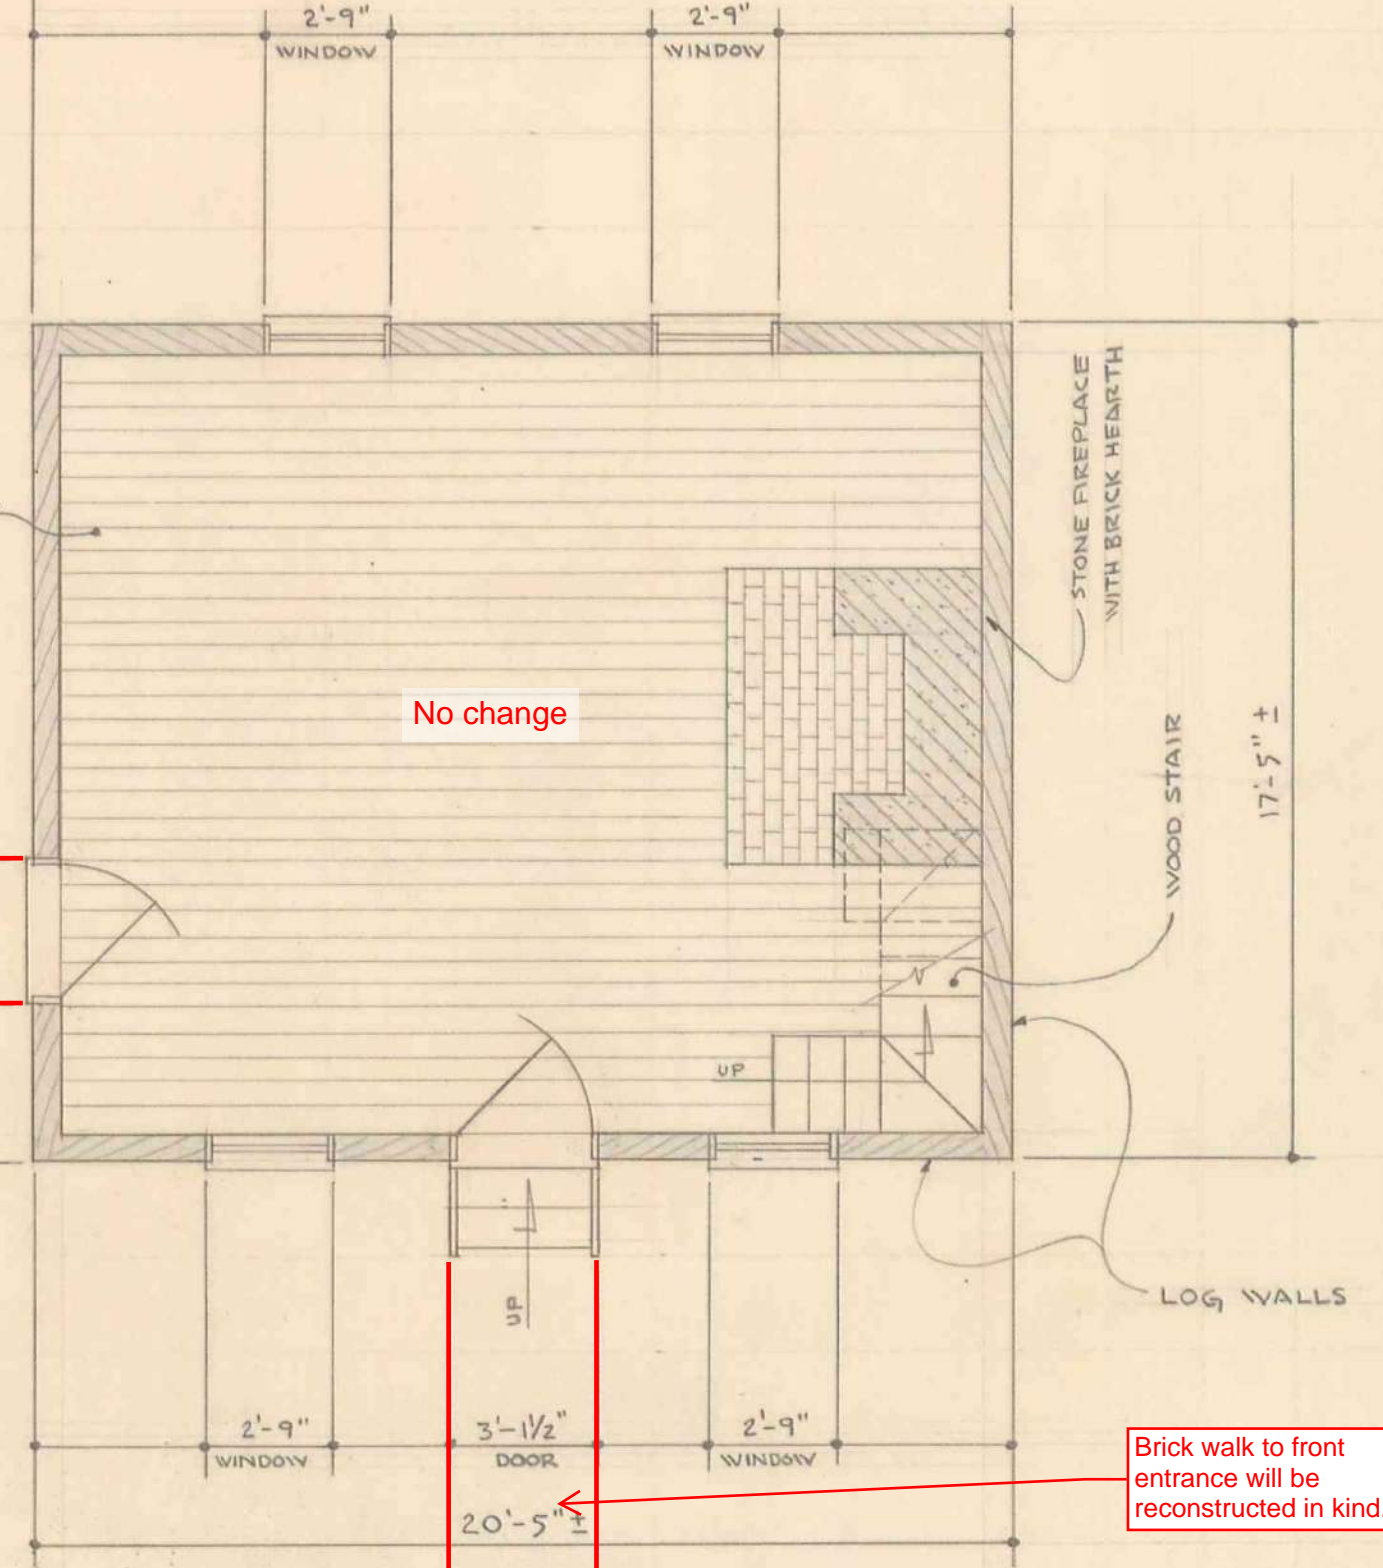 2'-9"
WINDOW
2'-9"
WINDOW
STONE FIREPLACE
WITH BRICK HEARTH
No change
WOOD STAIR
17'-5" ±
UP
UP
LOG WALLS
2'-9"
WINDOW
3'-1½"
DOOR
2'-9"
WINDOW
20'-5" ±
Brick walk to front
entrance will be
reconstructed in kind.